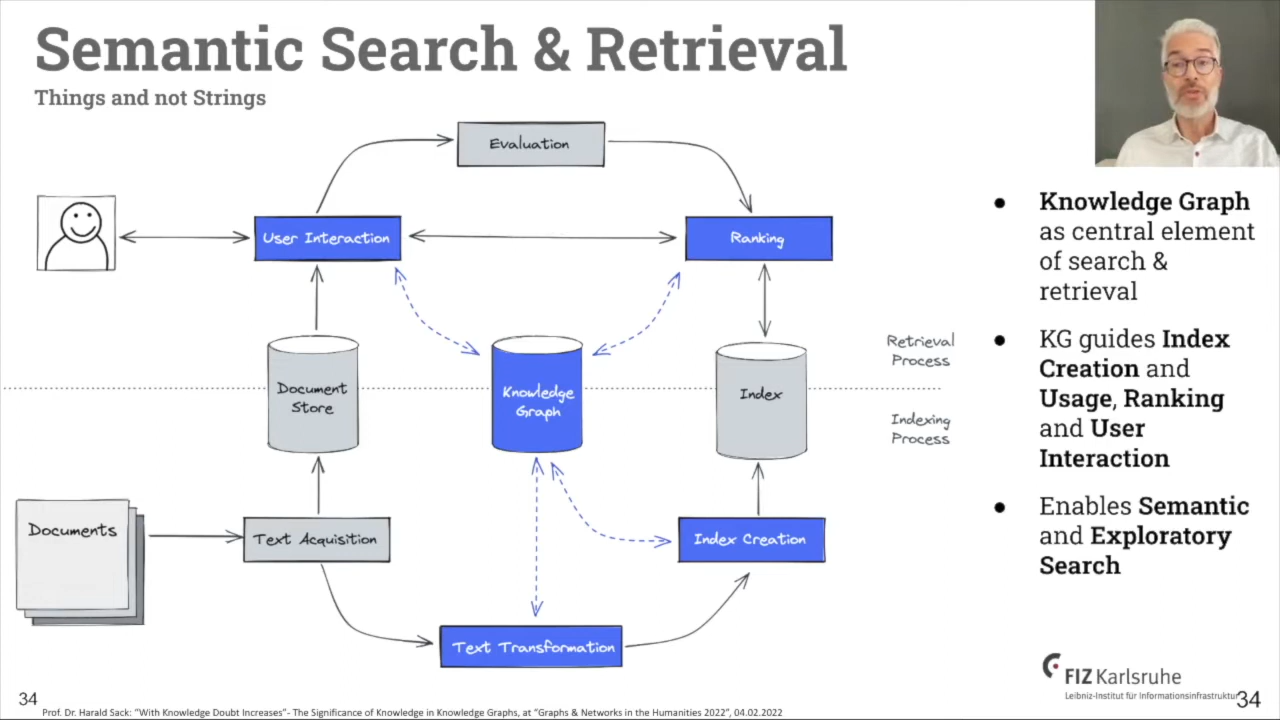 Semantic Search & Retrieval
Things and not Strings
Evaluation
User Interaction
Ranking
Document
Store
Knowledge
Graph
Index
Retrieval
Process
Indexing
Process
Documents
Text Acquisition
Index Creation
Text Transformation
● Knowledge Graph
as central element
of search &
retrieval
● KG guides Index
Creation and
Usage, Ranking
and User
Interaction
● Enables Semantic
and Exploratory
Search
FIZ Karlsruhe
Leibniz-Institut für Informationsinfrastruktur
34
34
Prof. Dr. Harald Sack: "With Knowledge Doubt Increases"- The Significance of Knowledge in Knowledge Graphs, at "Graphs & Networks in the Humanities 2022", 04.02.2022